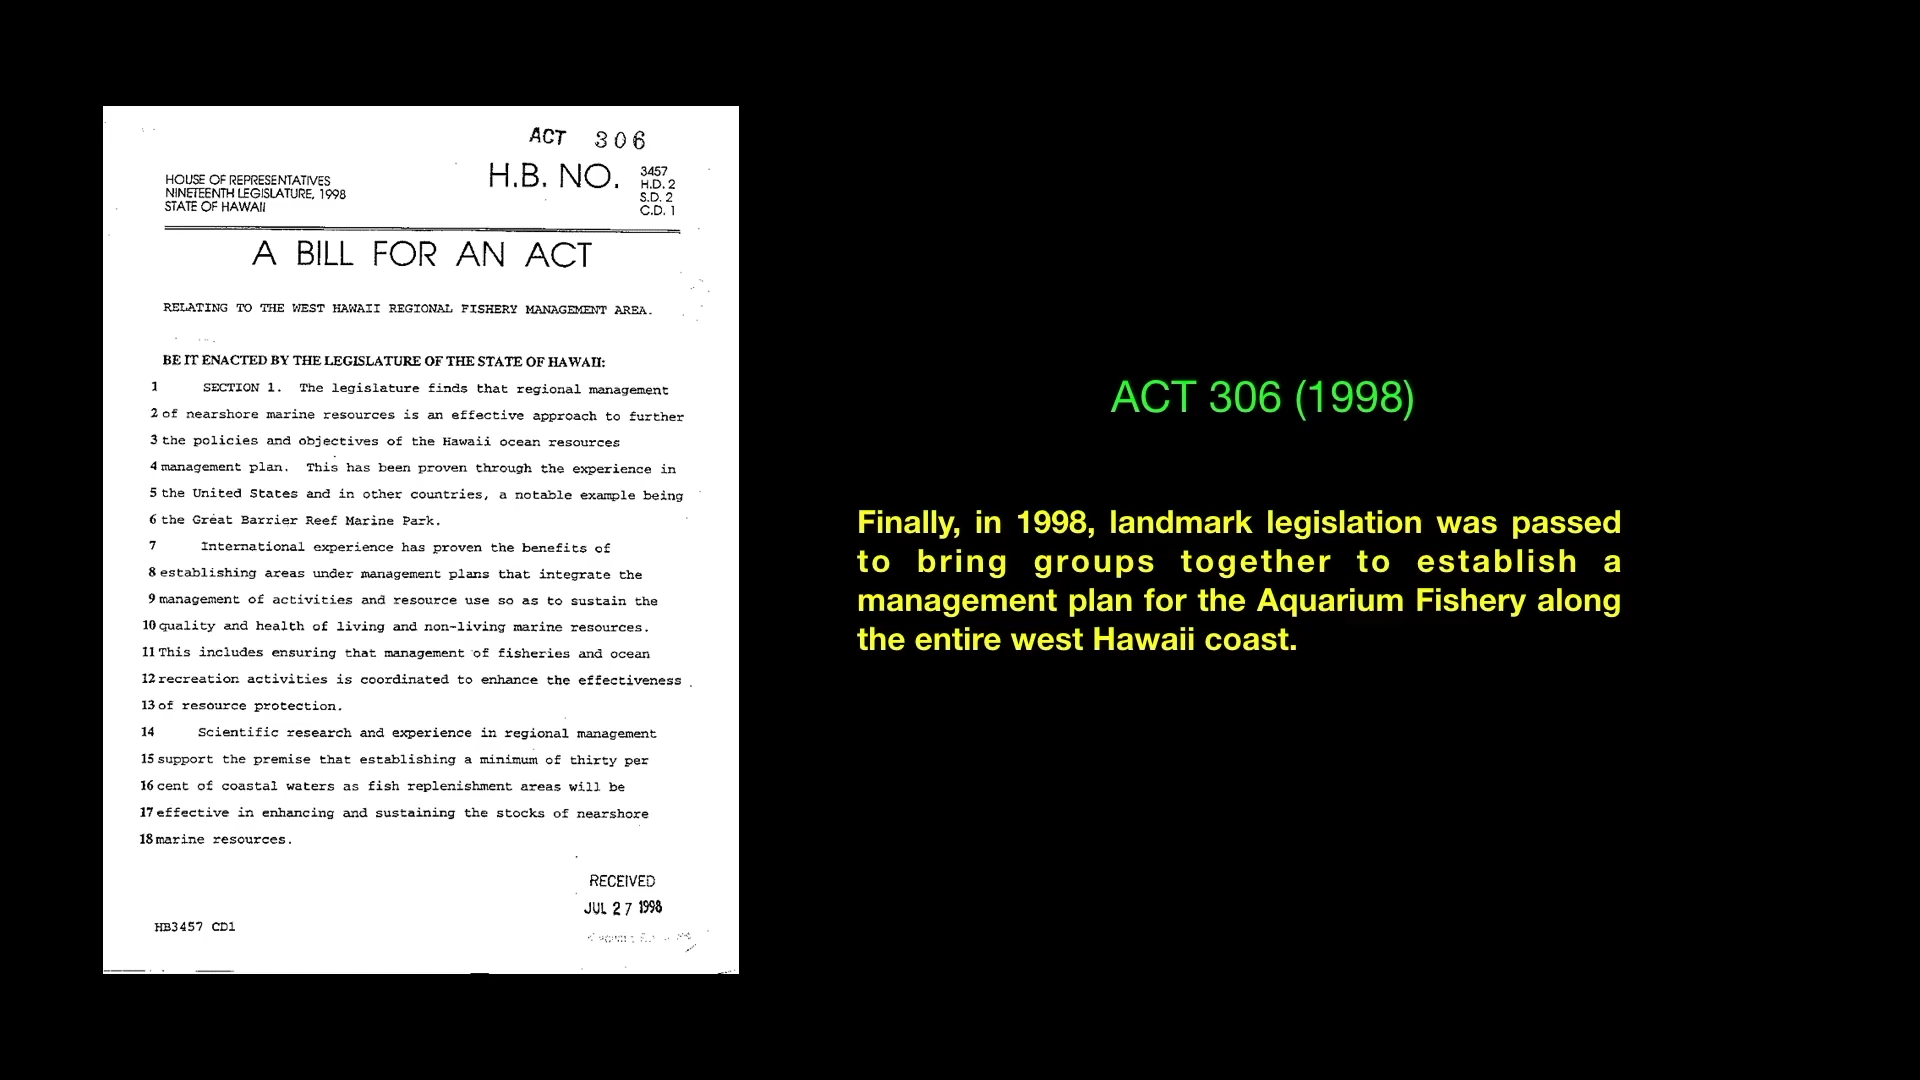 ACT 306
H.B. NO. 3457
H.D. 2
S.D. 2
C.D. 1
HOUSE OF REPRESENTATIVES
NINETEENTH LEGISLATURE, 1998
STATE OF HAWAII
A BILL FOR AN ACT
RELATING TO THE WEST HAWAII REGIONAL FISHERY MANAGEMENT AREA.
BE IT ENACTED BY THE LEGISLATURE OF THE STATE OF HAWAII:
1 SECTION 1. The legislature finds that regional management
2 of nearshore marine resources is an effective approach to further
3 the policies and objectives of the Hawaii ocean resources
4 management plan. This has been proven through the experience in
5 the United States and in other countries, a notable example being
6 the Great Barrier Reef Marine Park.
7 International experience has proven the benefits of
8 establishing areas under management plans that integrate the
9 management of activities and resource use so as to sustain the
10 quality and health of living and non-living marine resources.
11 This includes ensuring that management of fisheries and ocean
12 recreation activities is coordinated to enhance the effectiveness
13 of resource protection.
14 Scientific research and experience in regional management
15 support the premise that establishing a minimum of thirty per
16 cent of coastal waters as fish replenishment areas will be
17 effective in enhancing and sustaining the stocks of nearshore
18 marine resources.
RECEIVED
JUL 27 1998
HB3457 CD1
ACT 306 (1998)
Finally, in 1998, landmark legislation was passed
to bring groups together to establish a
management plan for the Aquarium Fishery along
the entire west Hawaii coast.